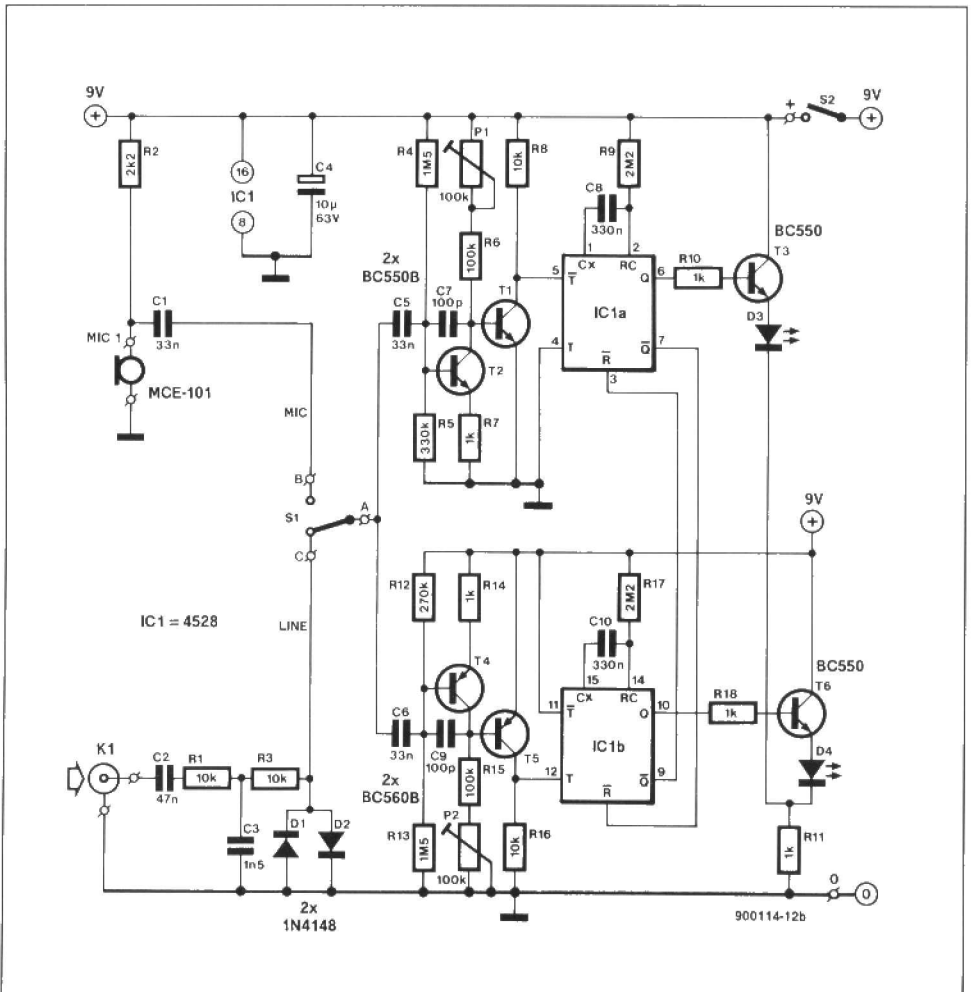 9V
+
S2
9V
+
+
R2
2k2
16
IC1
8
C4
10µ
63V
R4
1M5
P1
100k
R8
10k
R9
2M2
C8
330n
R6
100k
2x
BC550B
C5
33n
C7
100p
T1
T2
R5
330k
R7
1k
1
2
Cx
RC
5
T
Q
6
IC1a
4
T
Q
7
R
3
R10
1k
BC550
T3
D3
C1
33n
MIC 1
MCE-101
MIC
B
S1
A
C
LINE
IC1 = 4528
9V
+
R12
270k
R14
1k
R17
2M2
C10
330n
T4
C6
33n
C9
100p
T5
2x
BC560B
R15
100k
R13
1M5
P2
100k
R16
10k
15
14
Cx
RC
11
T
Q
10
IC1b
12
T
Q
9
R
R18
1k
BC550
T6
D4
R11
1k
K1
C2
47n
R1
10k
R3
10k
C3
1n5
D1
D2
2x
1N4148
0
0
900114-12b